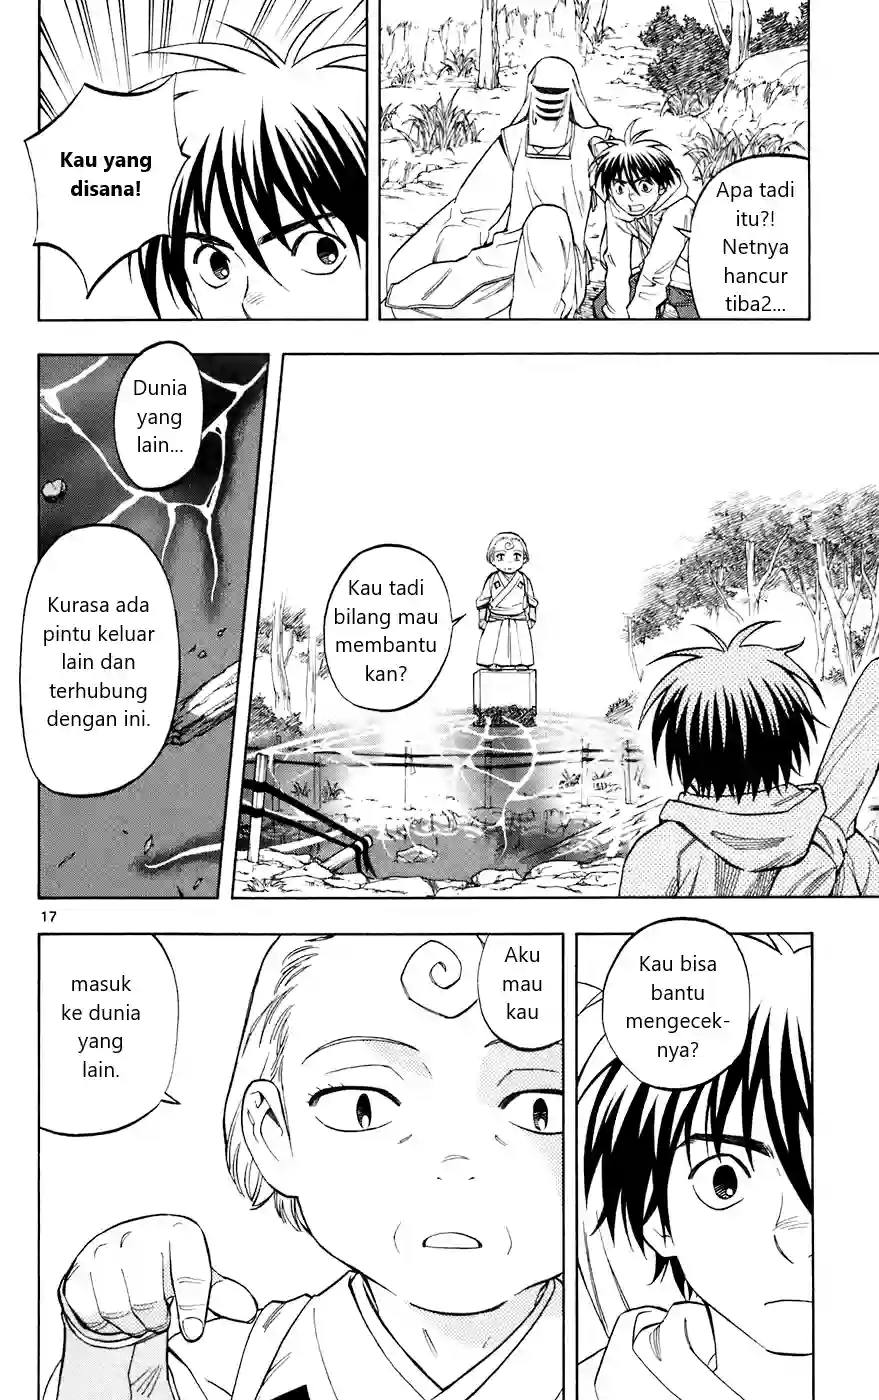 Apa tadi
itu?!
Netnya
hancur
tiba2...
Kau yang
disana!
Kau tadi
bilang mau
membantu
kan?
Dunia
yang
lain...
Kurasa ada
pintu keluar
lain dan
terhubung
dengan ini.
17
Kau bisa
bantu
mengecek-
nya?
Aku
mau
kau
masuk
ke dunia
yang
lain.